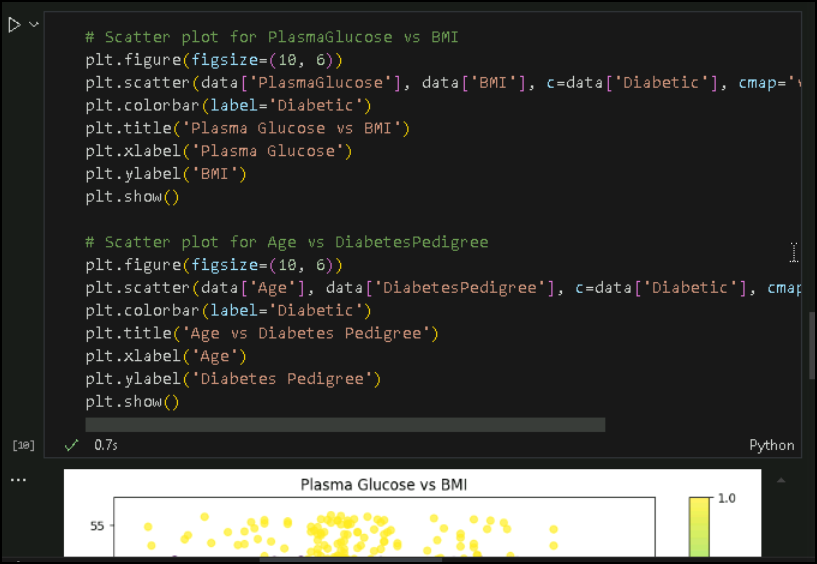 # Scatter plot for PlasmaGlucose vs BMI
plt.figure(figsize=(10, 6))
plt.scatter(data['PlasmaGlucose'], data['BMI'], c=data['Diabetic'], cmap='
plt.colorbar(label='Diabetic')
plt.title('Plasma Glucose vs BMI')
plt.xlabel('Plasma Glucose')
plt.ylabel('BMI')
plt.show()
# Scatter plot for Age vs DiabetesPedigree
plt.figure(figsize=(10, 6))
plt.scatter(data['Age'], data['DiabetesPedigree'], c=data['Diabetic'], cmap
plt.colorbar(label='Diabetic')
plt.title('Age vs Diabetes Pedigree')
plt.xlabel('Age')
plt.ylabel('Diabetes Pedigree')
plt.show()
[10] 0.7s Python
...
Plasma Glucose vs BMI
1.0
55